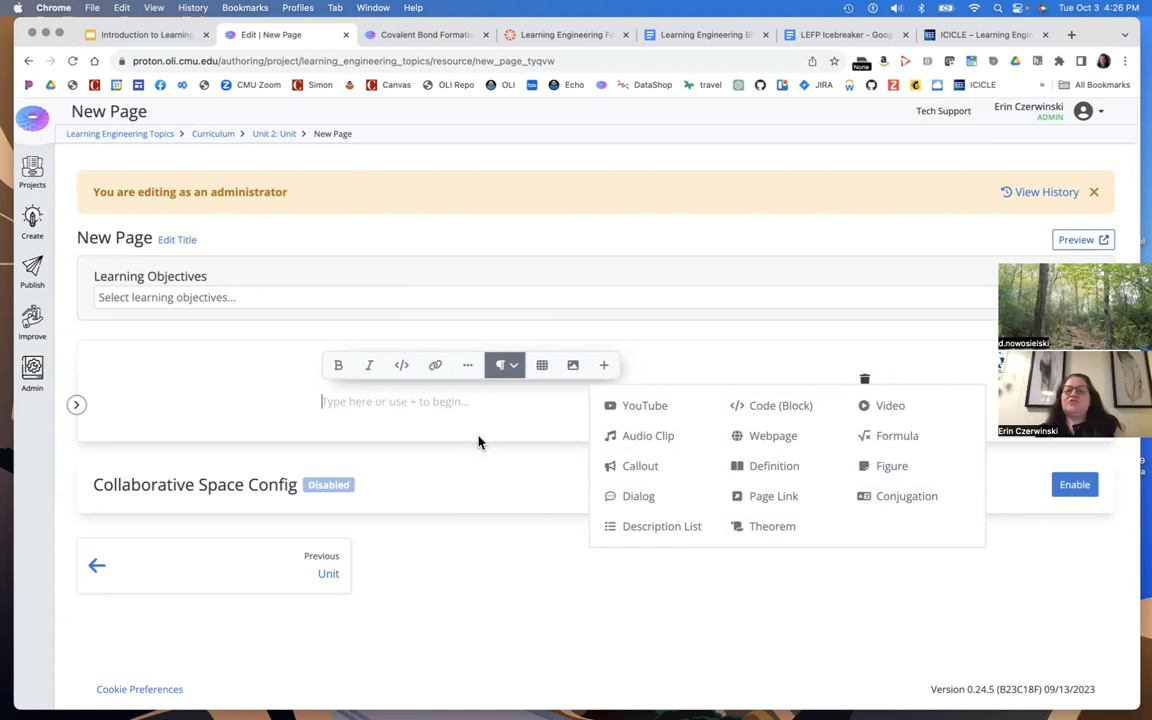 Chrome File Edit View History Bookmarks Profiles Tab Window Help Tue Oct 3 4:26 PM
Introduction to Learning Edit | New Page Covalent Bond Formatio Learning Engineering Fe Learning Engineering Bl LEFP Icebreaker - Goog ICICLE – Learning Engin
proton.oli.cmu.edu/authoring/project/learning_engineering_topics/resource/new_page_tyqvw
None
CMU Zoom Simon Canvas OLI Repo OLI Echo DataShop travel JIRA ICICLE All Bookmarks
New Page
Tech Support
Erin Czerwinski
ADMIN
Learning Engineering Topics Curriculum Unit 2: Unit New Page
Projects
Create
Publish
Improve
Admin
You are editing as an administrator
View History
New Page Edit Title
Preview
Learning Objectives
Select learning objectives...
d.nowosielski
Erin Czerwinski
Type here or use + to begin...
YouTube Code (Block) Video
Audio Clip Webpage Formula
Callout Definition Figure
Dialog Page Link Conjugation
Description List Theorem
Collaborative Space Config Disabled
Enable
Previous
Unit
Cookie Preferences
Version 0.24.5 (B23C18F) 09/13/2023